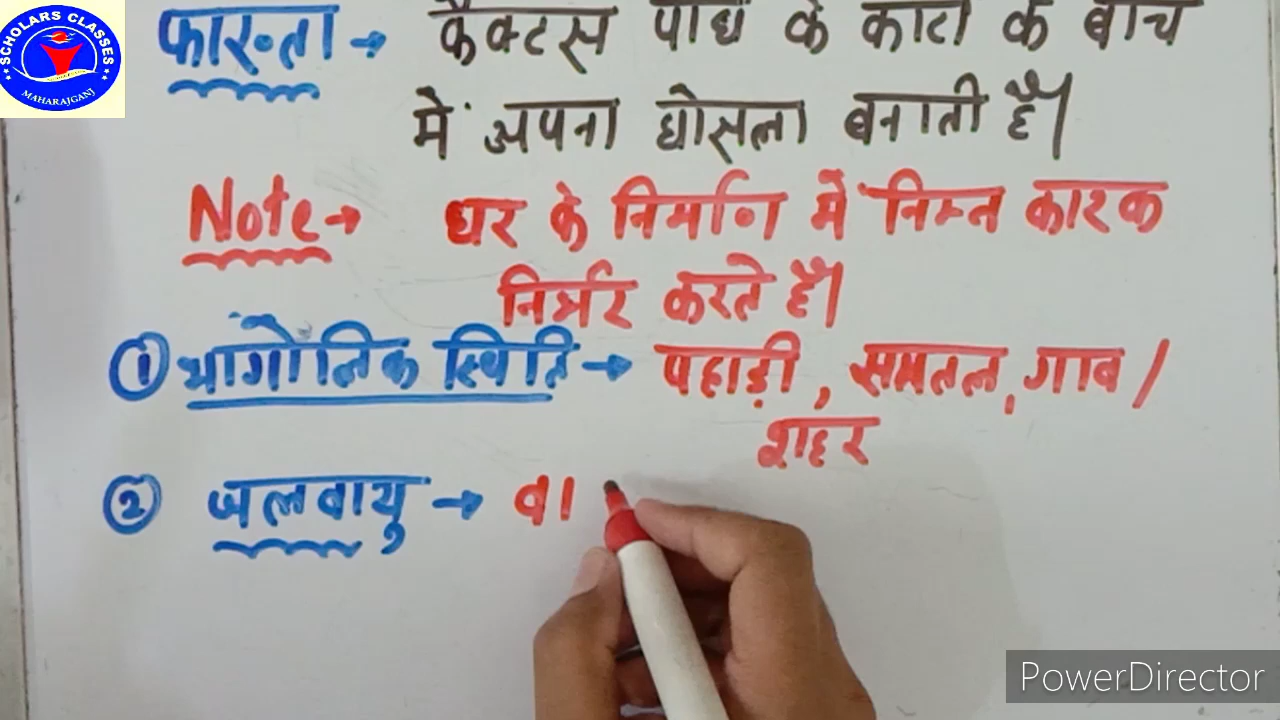 SCHOLARS CLASSES
MAHARAJGANJ
फाख्ता → कैक्टस पौधे के काटो के बीच
में अपना घोसला बनाती है।
Note → घर के निर्माण में निम्न कारक
निर्भर करते हैं।
① भागौलिक स्थिति → पहाड़ी, समतल, गाव /
शहर
② जलवायु → वा
PowerDirector